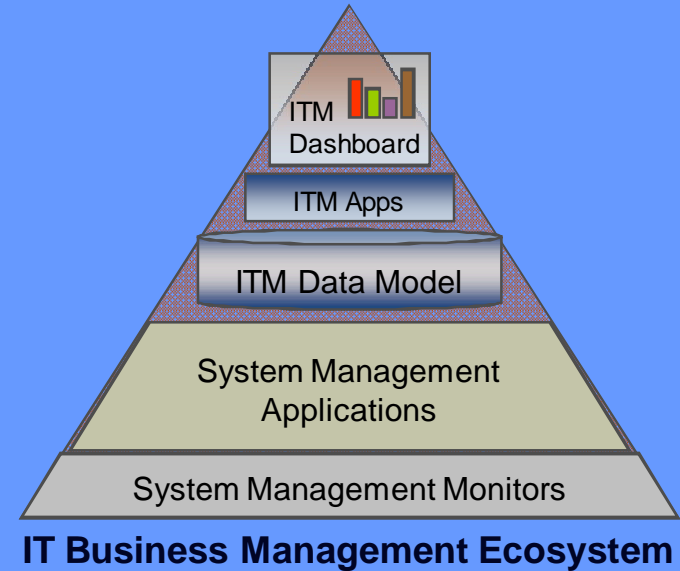 ITM
Dashboard
ITM Apps
ITM Data Model
System Management
Applications
System Management Monitors
IT Business Management Ecosystem